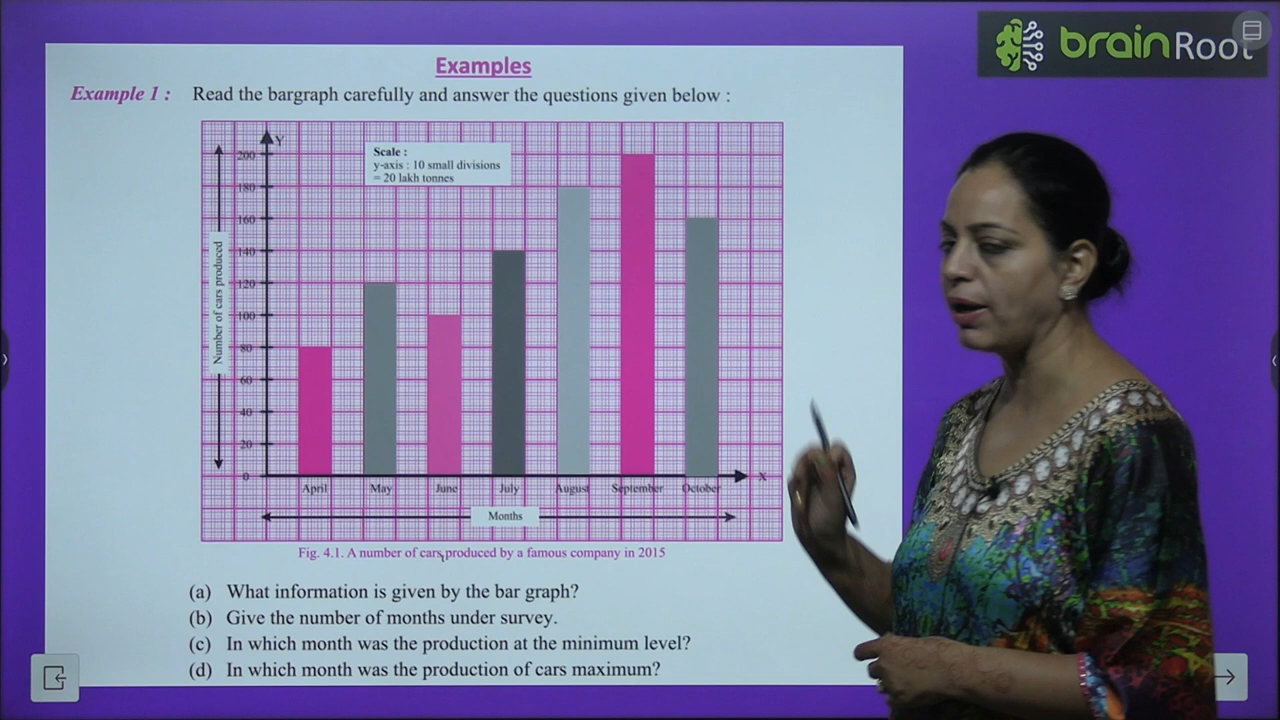 brainRoot
Examples
Example 1 : Read the bargraph carefully and answer the questions given below :
Y
Scale :
y-axis : 10 small divisions
= 20 lakh tonnes
200
180
160
140
120
100
80
60
40
20
0
Number of cars produced
April May June July August September October
X
Months
Fig. 4.1. A number of cars produced by a famous company in 2015
(a) What information is given by the bar graph?
(b) Give the number of months under survey.
(c) In which month was the production at the minimum level?
(d) In which month was the production of cars maximum?